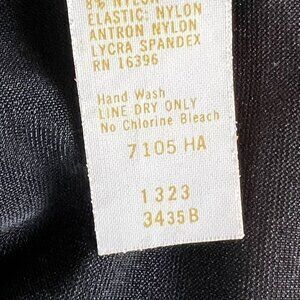 8% NYLON
ELASTIC: NYLON
ANTRON NYLON
LYCRA SPANDEX
RN 16396
Hand Wash
LINE DRY ONLY
No Chlorine Bleach
7105 HA
1323
3435B